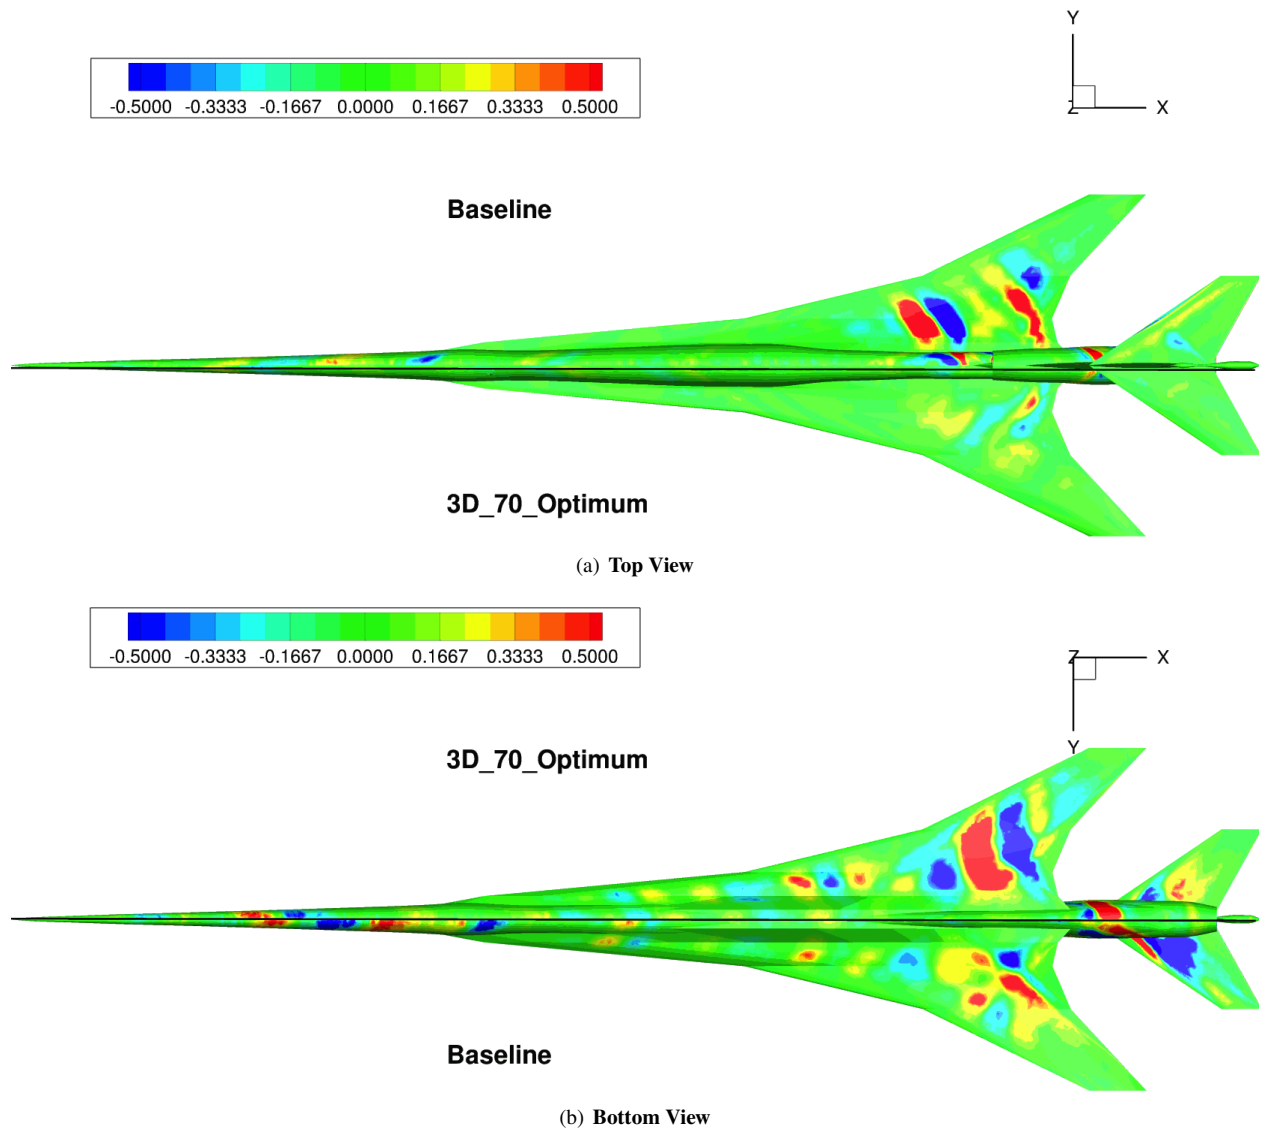 Y
-0.5000 -0.3333 -0.1667 0.0000 0.1667 0.3333 0.5000
Z X
Baseline
3D_70_Optimum
(a) Top View
-0.5000 -0.3333 -0.1667 0.0000 0.1667 0.3333 0.5000
Z X
Y
3D_70_Optimum
Baseline
(b) Bottom View